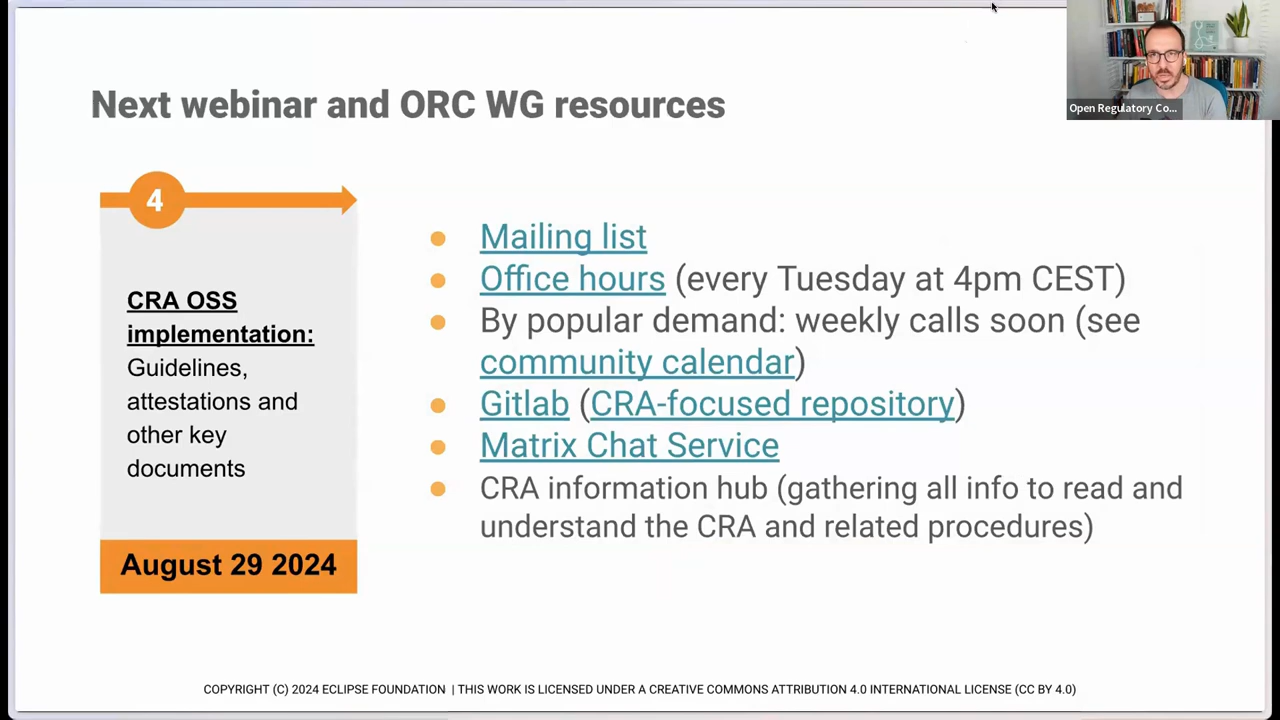 Next webinar and ORC WG resources
Open Regulatory Co...
4
CRA OSS
implementation:
Guidelines,
attestations and
other key
documents
August 29 2024
Mailing list
Office hours (every Tuesday at 4pm CEST)
By popular demand: weekly calls soon (see
community calendar)
Gitlab (CRA-focused repository)
Matrix Chat Service
CRA information hub (gathering all info to read and
understand the CRA and related procedures)
COPYRIGHT (C) 2024 ECLIPSE FOUNDATION | THIS WORK IS LICENSED UNDER A CREATIVE COMMONS ATTRIBUTION 4.0 INTERNATIONAL LICENSE (CC BY 4.0)